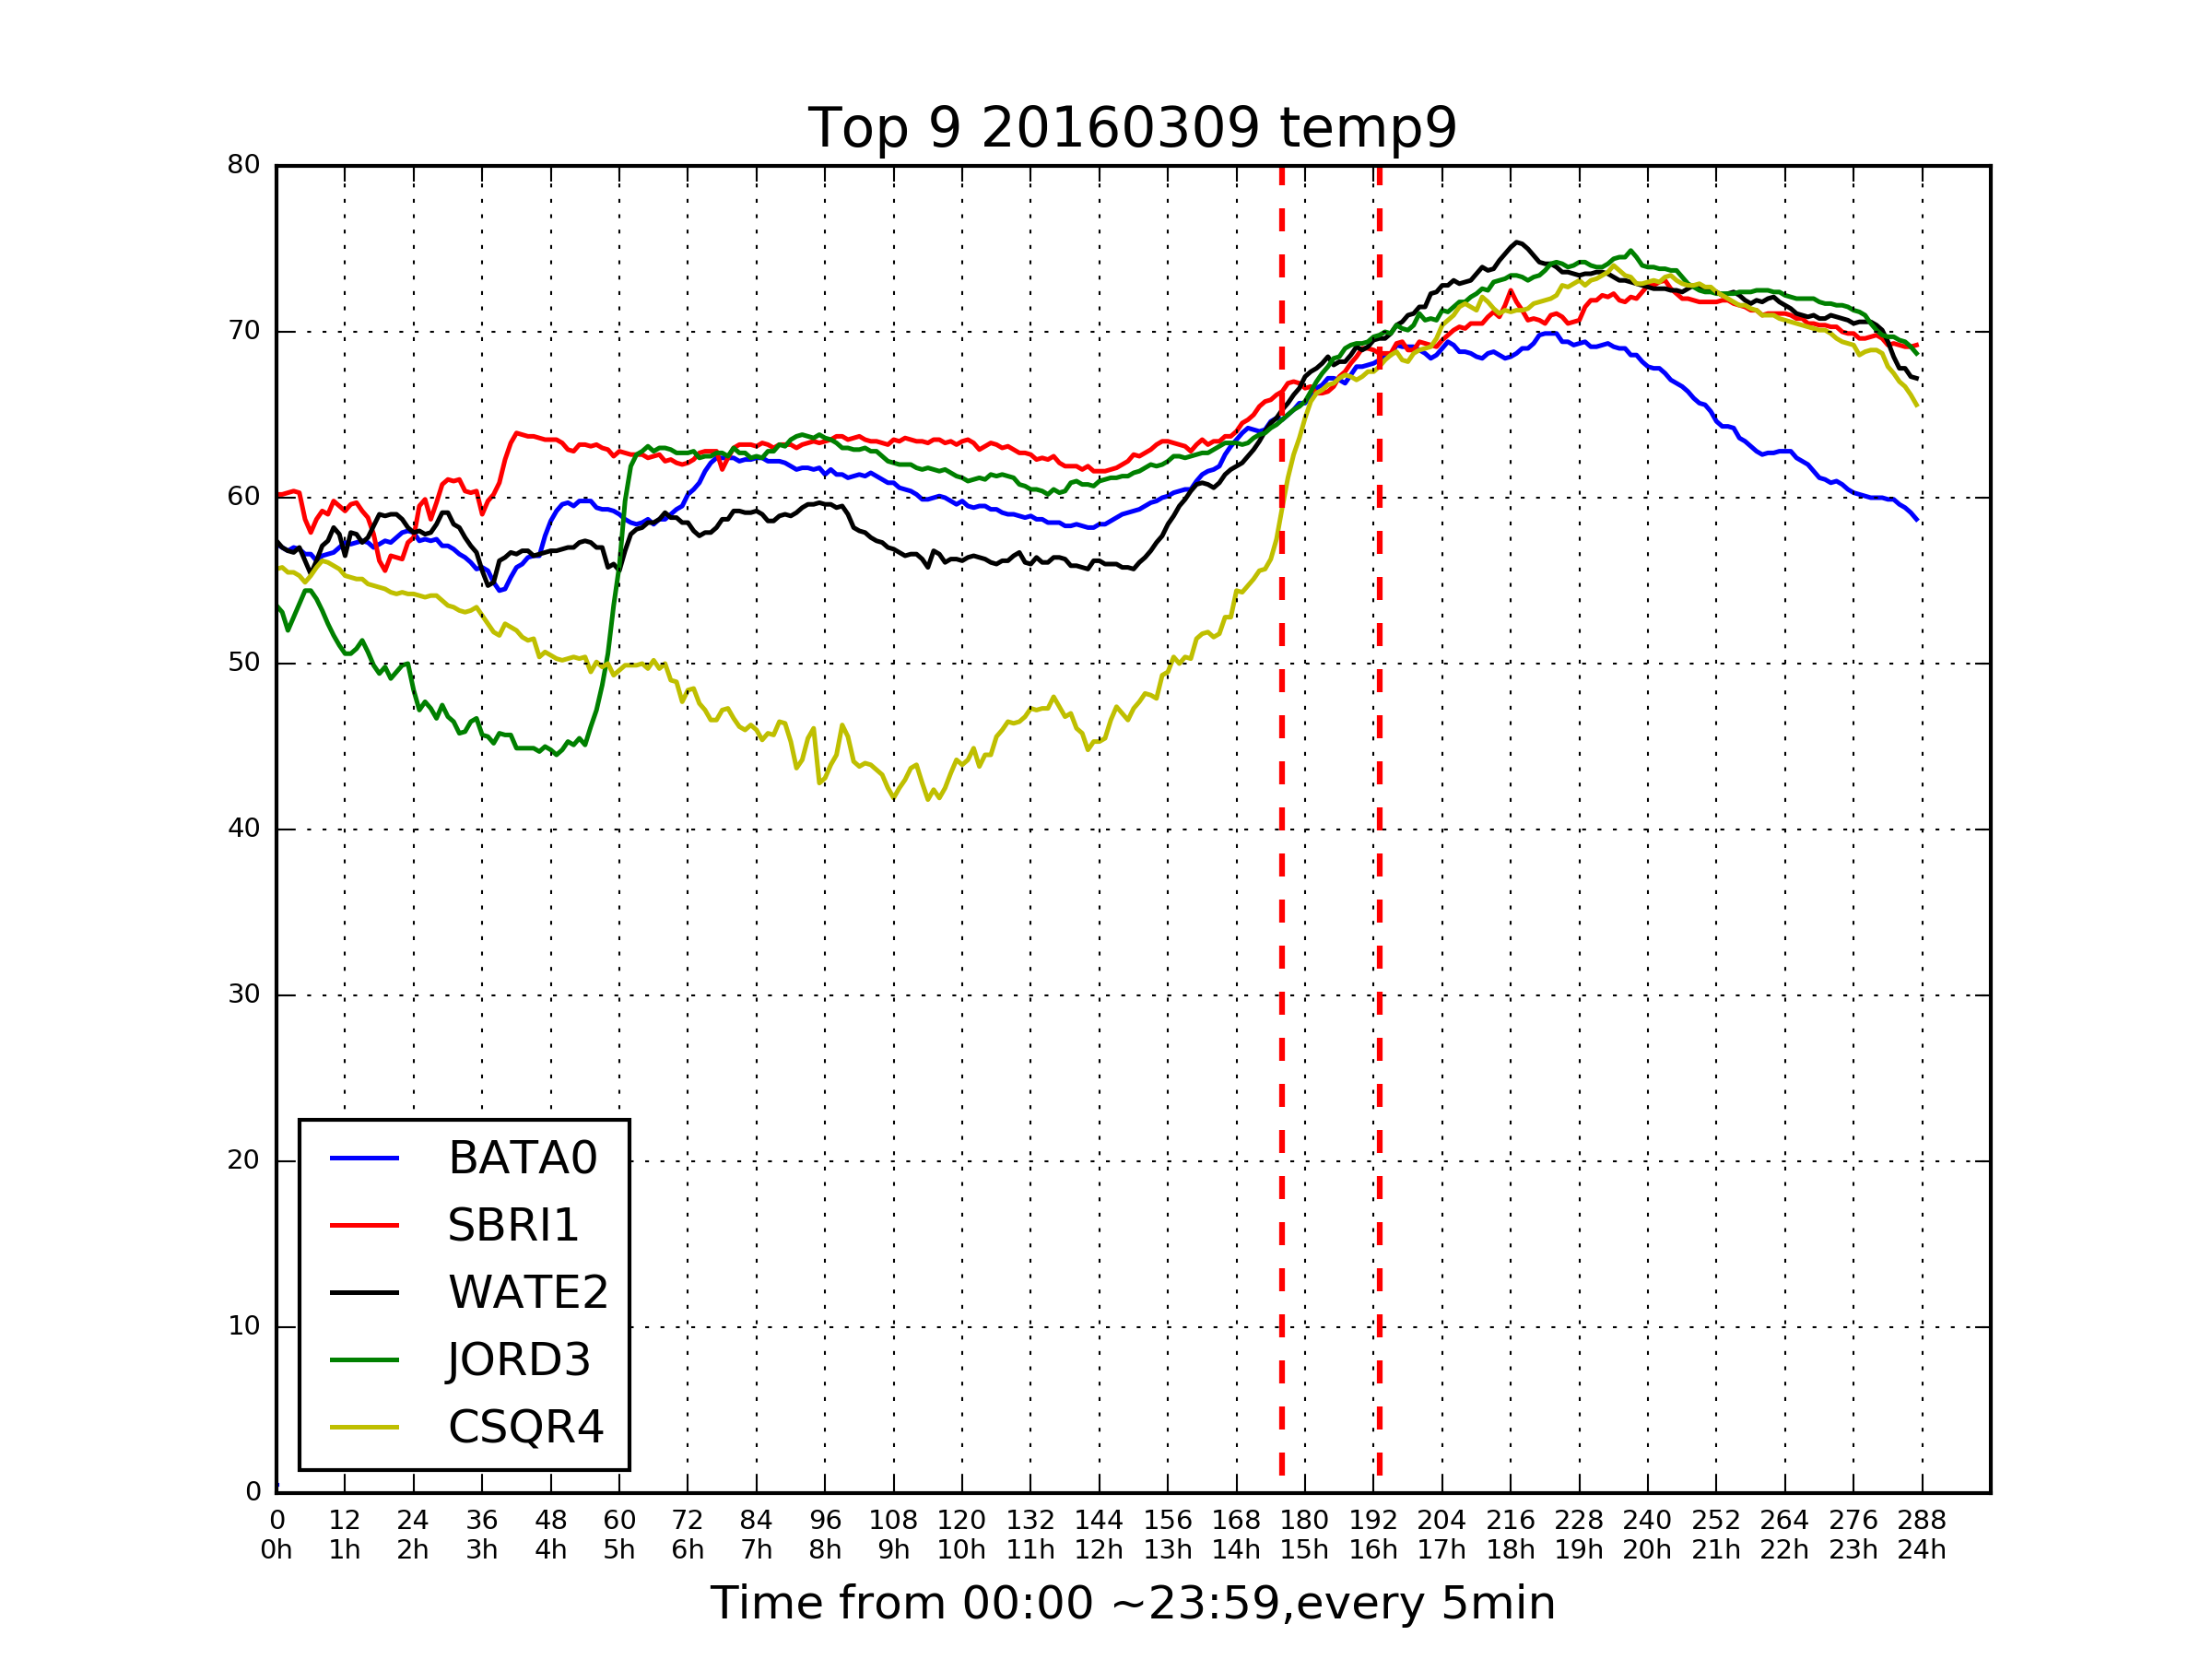 Top 9 20160309 temp9
80
70
60
50
40
30
20
10
0
BATA0
SBRI1
WATE2
JORD3
CSQR4
0 12 24 36 48 60 72 84 96 108 120 132 144 156 168 180 192 204 216 228 240 252 264 276 288
0h 1h 2h 3h 4h 5h 6h 7h 8h 9h 10h 11h 12h 13h 14h 15h 16h 17h 18h 19h 20h 21h 22h 23h 24h
Time from 00:00 ~23:59,every 5min